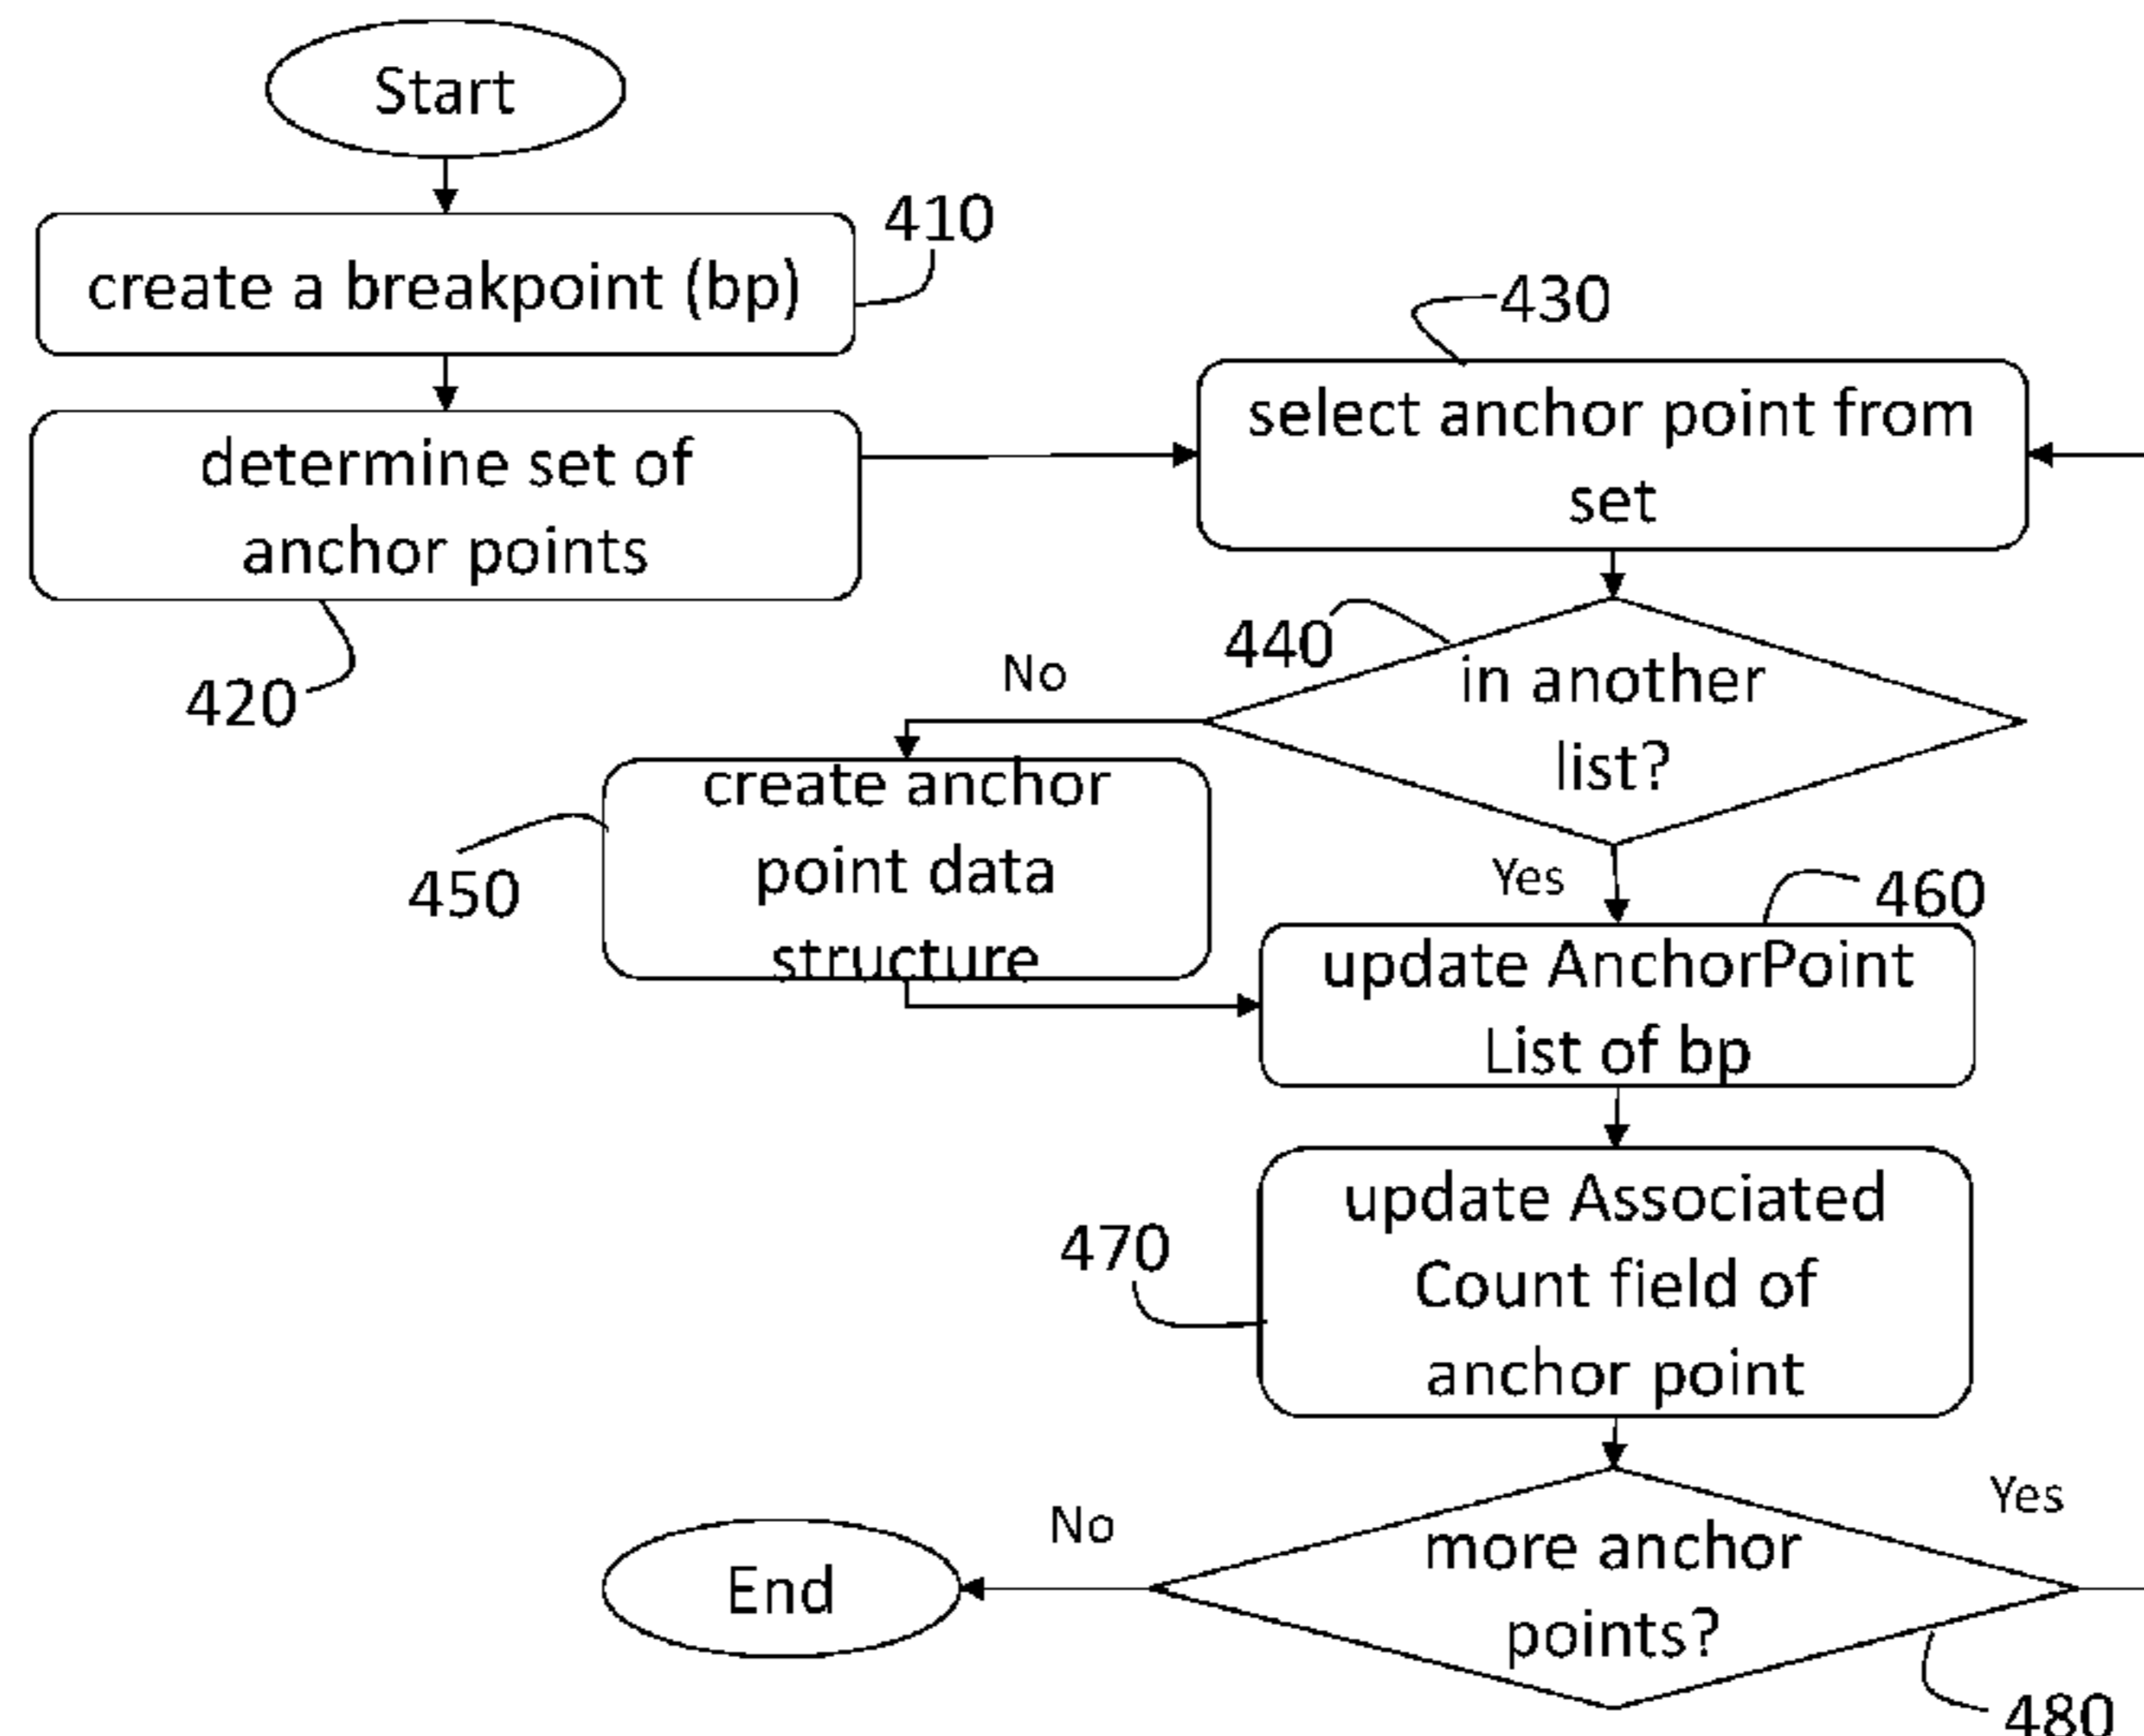 Start
410
create a breakpoint (bp)
430
select anchor point from
set
determine set of
anchor points
420
440
No
in another
list?
create anchor
point data
structure
450
Yes
460
update AnchorPoint
List of bp
470
update Associated
Count field of
anchor point
Yes
No
more anchor
points?
End
480